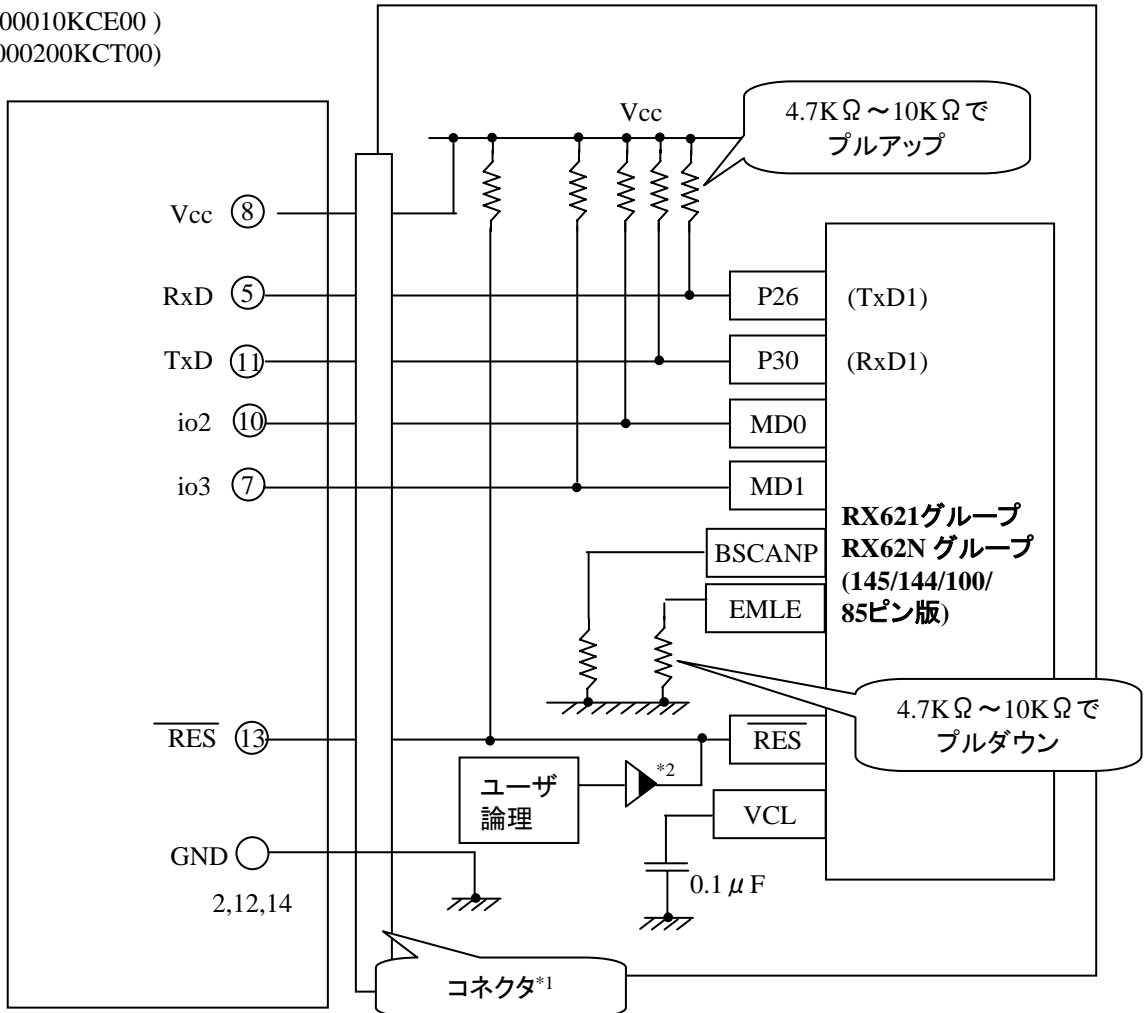 00010KCE00 )
000200KCT00)
Vcc
4.7KΩ~10KΩで
プルアップ
Vcc ⑧
RxD ⑤
P26
(TxD1)
TxD ⑪
P30
(RxD1)
io2 ⑩
MD0
io3 ⑦
MD1
RX621グループ
RX62N グループ
(145/144/100/
85ピン版)
BSCANP
EMLE
4.7KΩ~10KΩで
プルダウン
RES ⑬
RES
*2
ユーザ
論理
VCL
0.1μF
GND
2,12,14
コネクタ*1